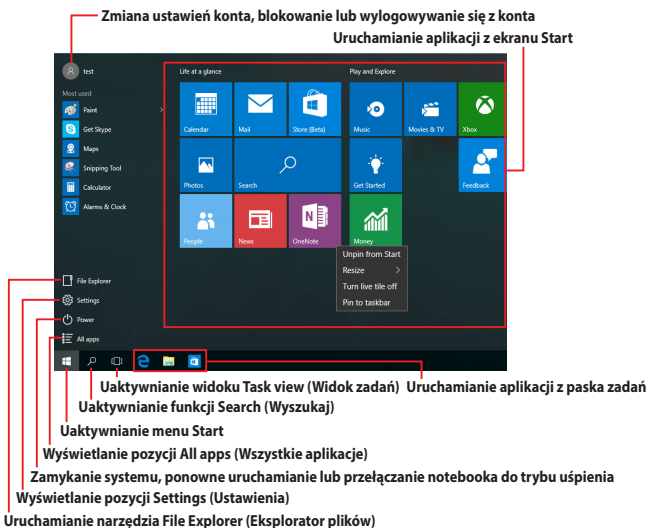 Zmiana ustawień konta, blokowanie lub wylogowywanie się z konta
Uruchamianie aplikacji z ekranu Start
test
Most used
Paint
Get Skype
Maps
Snipping Tool
Calculator
Alarms & Clock
File Explorer
Settings
Power
All apps
Life at a glance
Calendar
Mail
Store (Beta)
Photos
Search
People
News
OneNote
Play and Explore
Music
Movies & TV
Xbox
Get Started
Feedback
Money
Unpin from Start
Resize
Turn live tile off
Pin to taskbar
Uaktywnianie widoku Task view (Widok zadań)
Uruchamianie aplikacji z paska zadań
Uaktywnianie funkcji Search (Wyszukaj)
Uaktywnianie menu Start
Wyświetlanie pozycji All apps (Wszystkie aplikacje)
Zamykanie systemu, ponowne uruchamianie lub przełączanie notebooka do trybu uśpienia
Wyświetlanie pozycji Settings (Ustawienia)
Uruchamianie narzędzia File Explorer (Eksplorator plików)